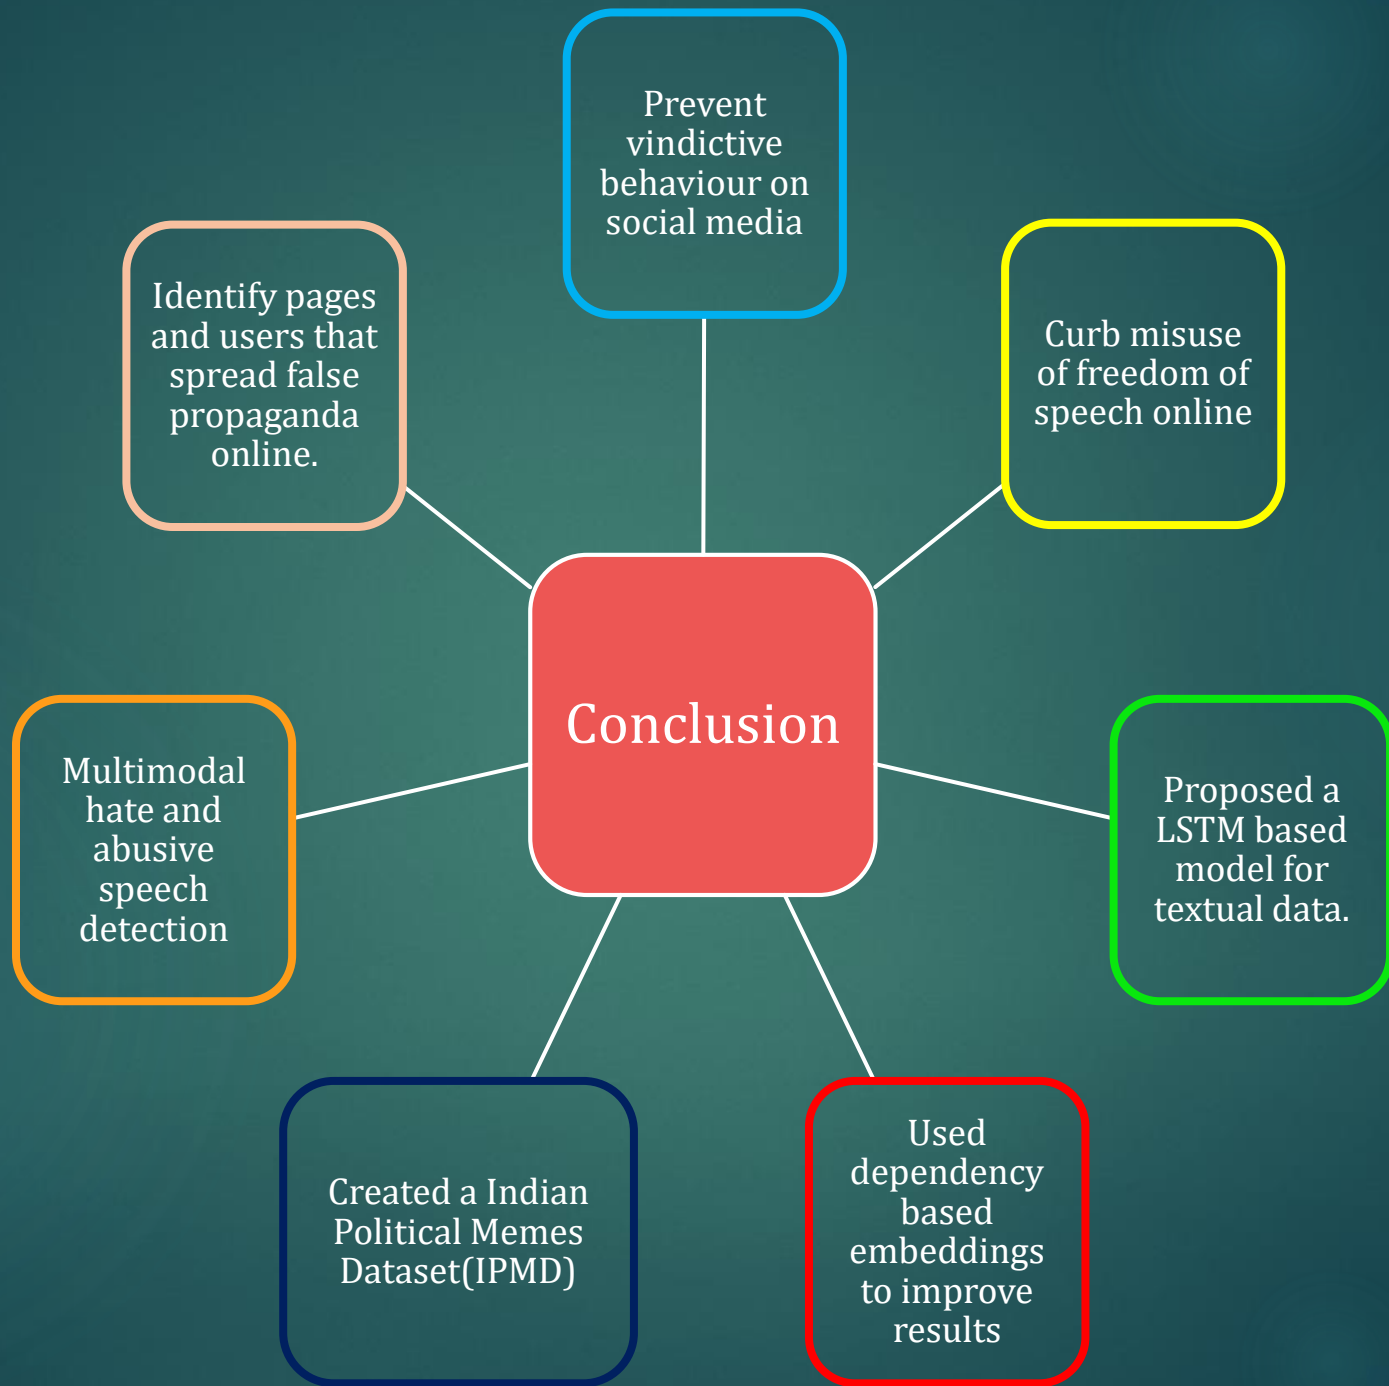 Prevent
vindictive
behaviour on
social media
Identify pages
and users that
spread false
propaganda
online.
Curb misuse
of freedom of
speech online
Conclusion
Multimodal
hate and
abusive
speech
detection
Proposed a
LSTM based
model for
textual data.
Created a Indian
Political Memes
Dataset(IPMD)
Used
dependency
based
embeddings
to improve
results